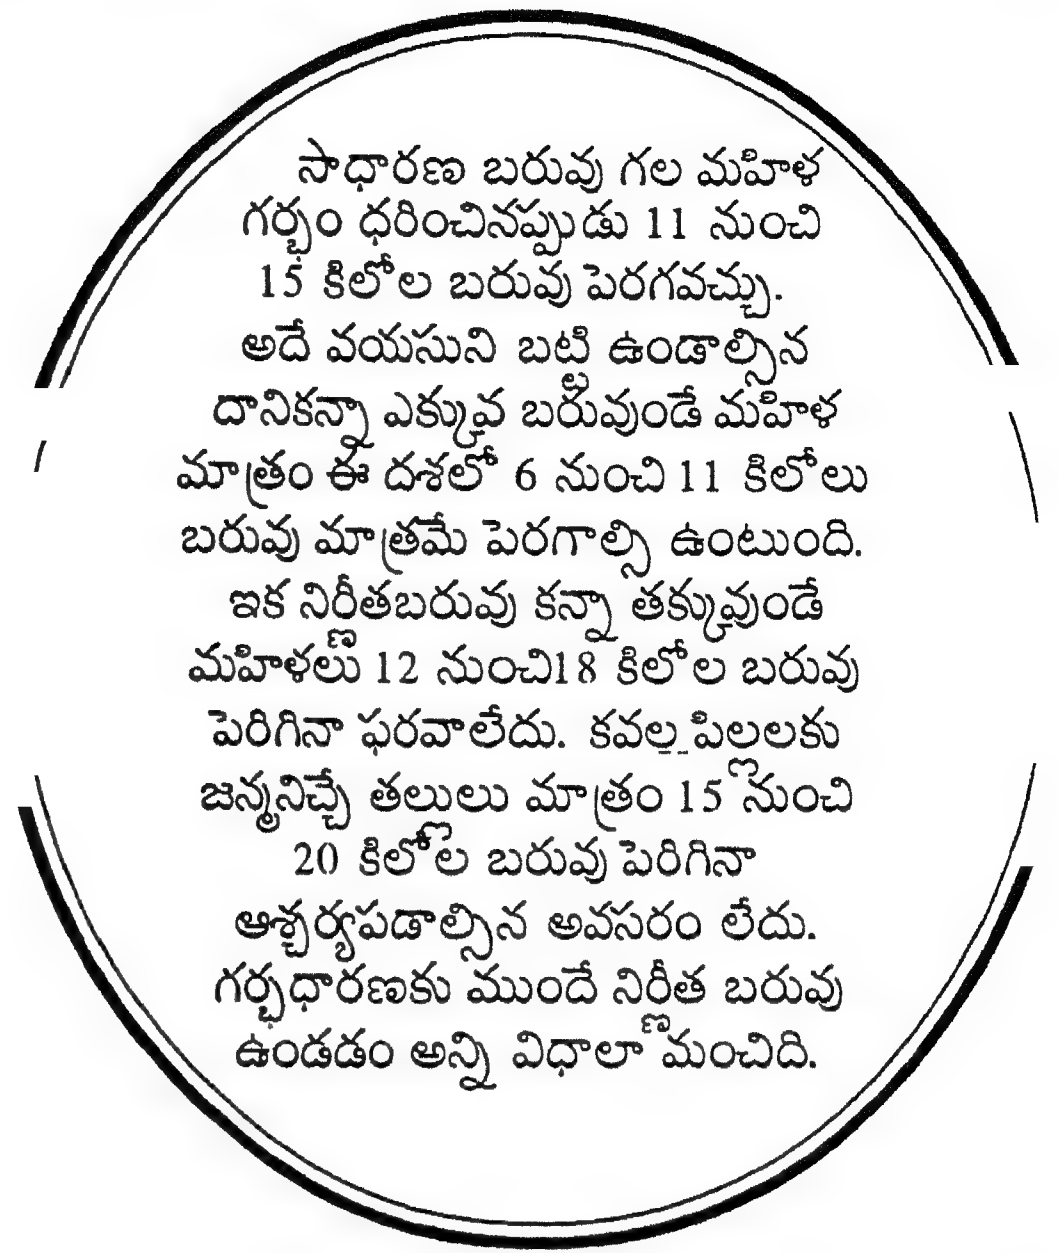 సాధారణ బరువు గల మహిళ
గర్భం ధరించినప్పుడు 11 నుంచి
15 కిలోల బరువు పెరగవచ్చు.
అదే వయసుని బట్టి ఉండాల్సిన
దానికన్నా ఎక్కువ బరువుండే మహిళ
మాత్రం ఈ దశలో 6 నుంచి 11 కిలోలు
బరువు మాత్రమే పెరగాల్సి ఉంటుంది.
ఇక నిర్ణీతబరువు కన్నా తక్కువుండే
మహిళలు 12 నుంచి18 కిలోల బరువు
పెరిగినా ఫరవాలేదు. కవల పిల్లలకు
జన్మనిచ్చే తల్లులు మాత్రం 15 నుంచి
20 కిలోల బరువు పెరిగినా
ఆశ్చర్యపడాల్సిన అవసరం లేదు.
గర్భధారణకు ముందే నిర్ణీత బరువు
ఉండడం అన్ని విధాలా మంచిది.